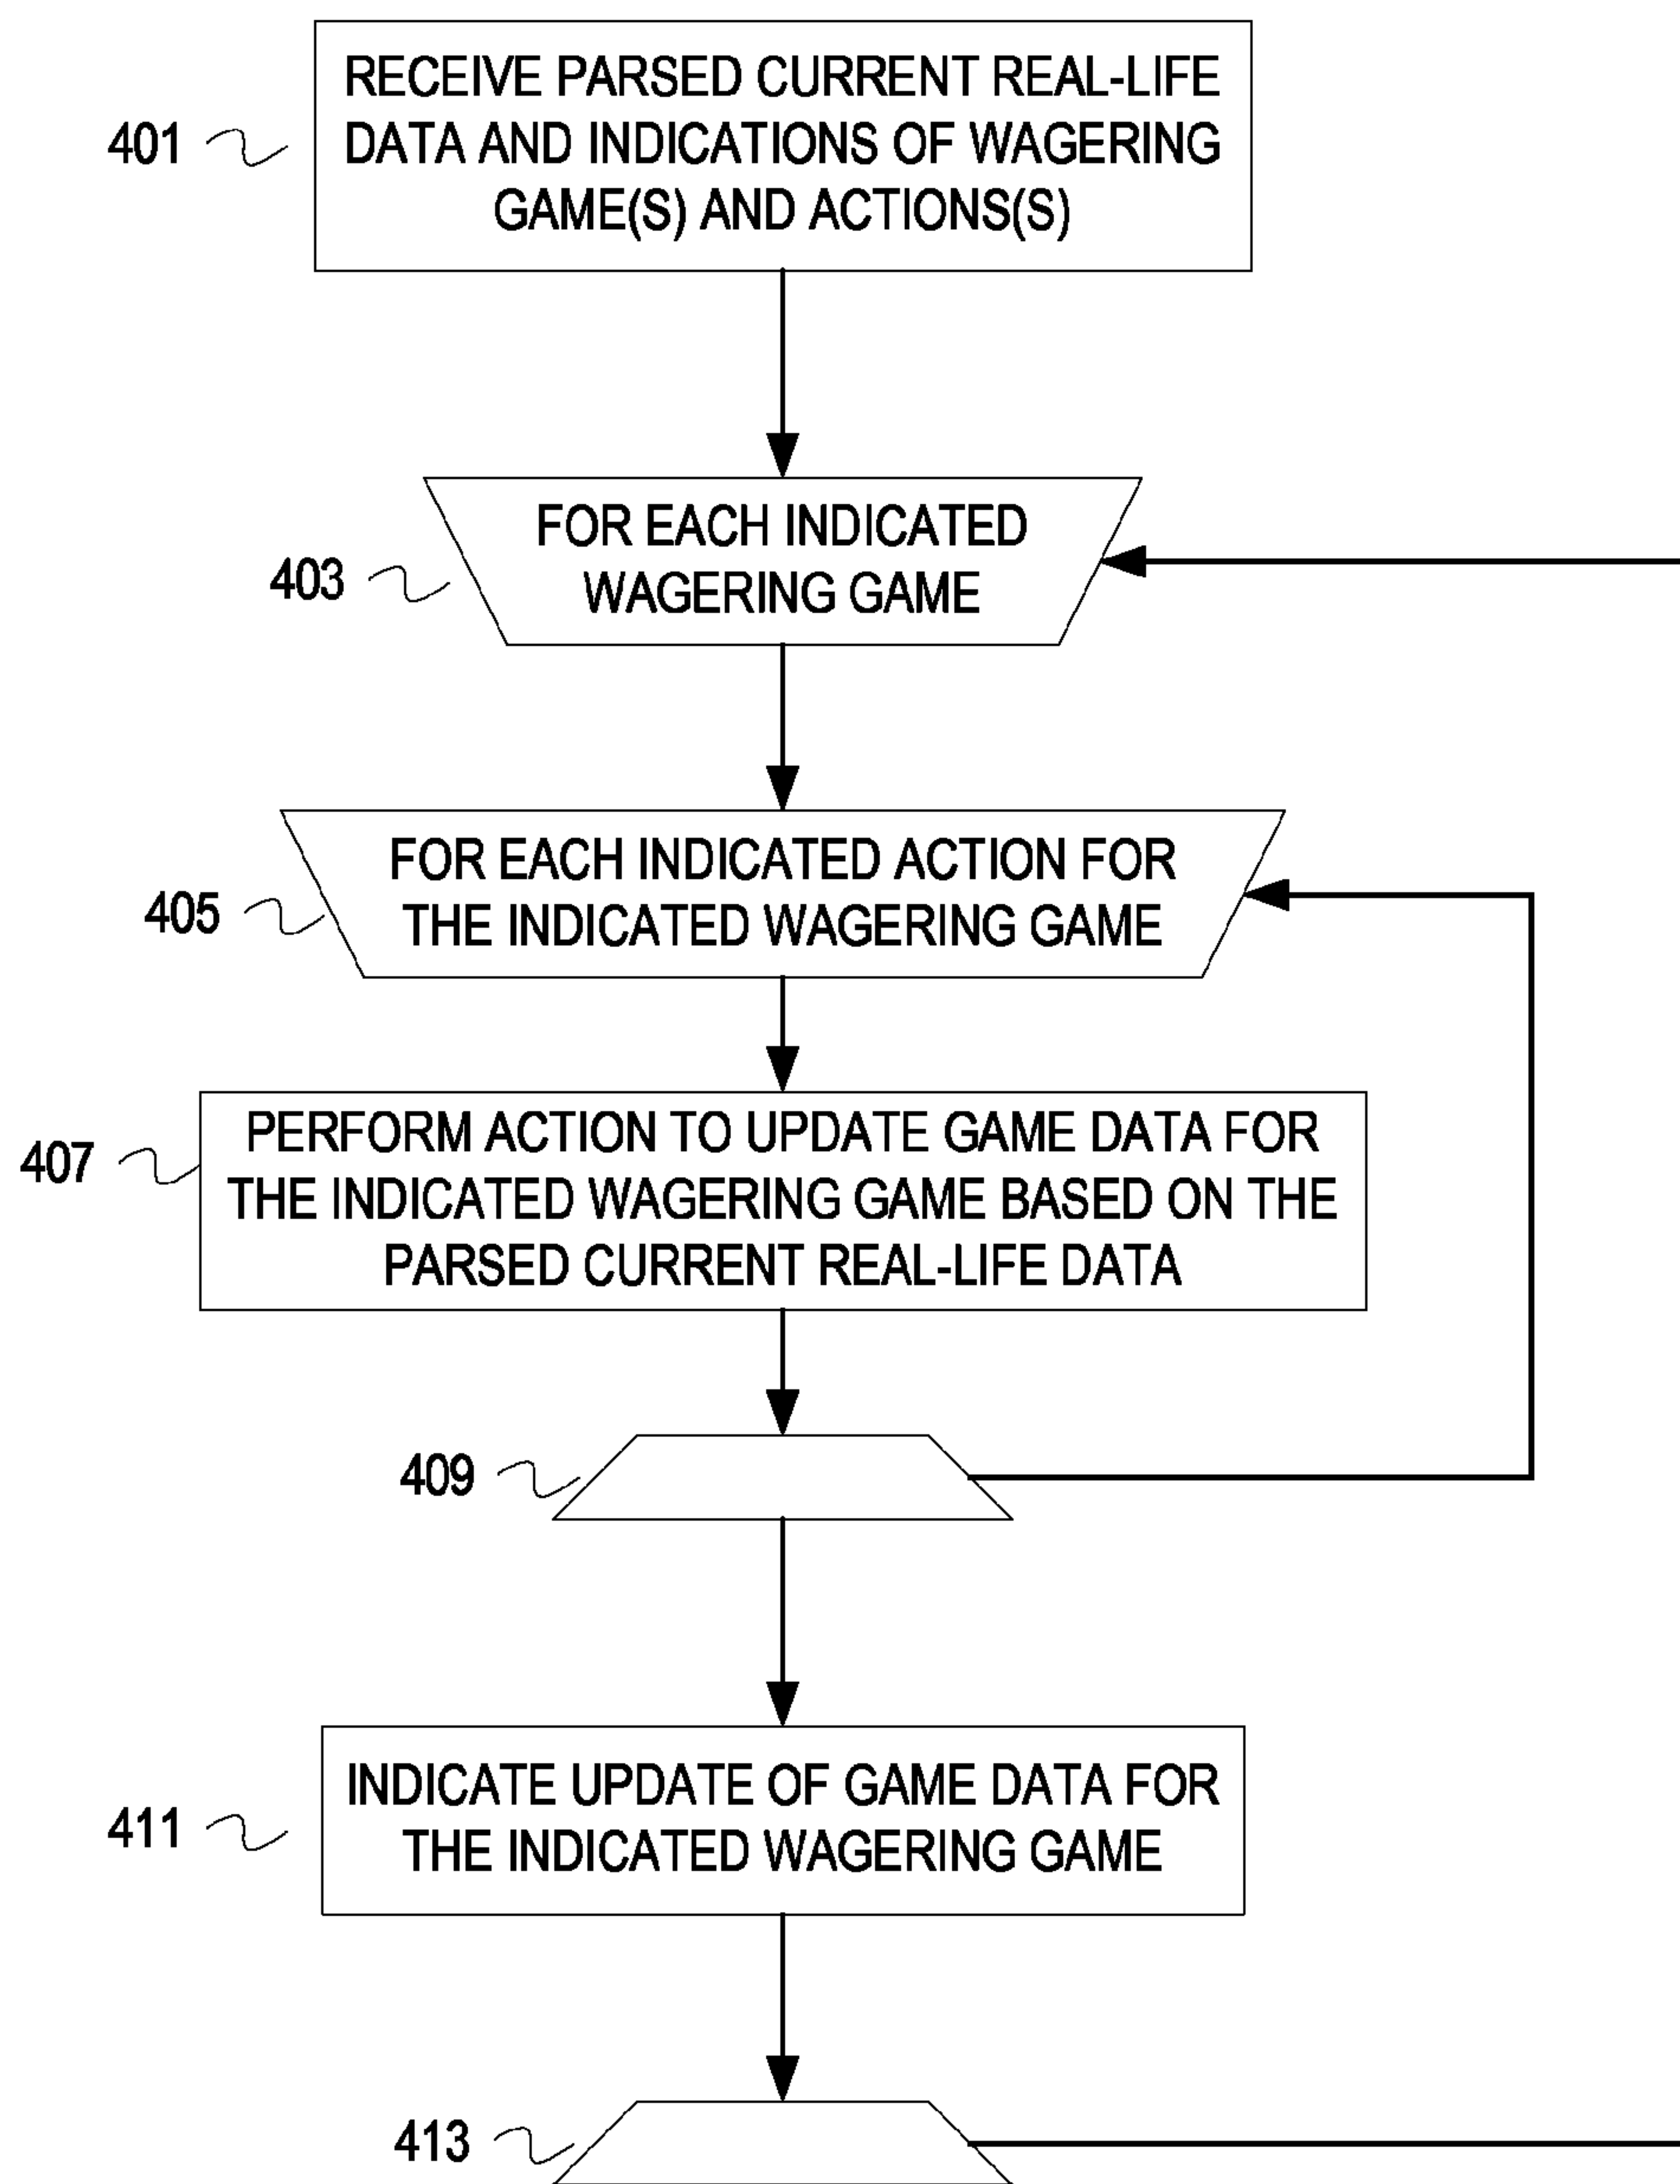 RECEIVE PARSED CURRENT REAL-LIFE
DATA AND INDICATIONS OF WAGERING
GAME(S) AND ACTIONS(S)
401
FOR EACH INDICATED
WAGERING GAME
403
FOR EACH INDICATED ACTION FOR
THE INDICATED WAGERING GAME
405
PERFORM ACTION TO UPDATE GAME DATA FOR
THE INDICATED WAGERING GAME BASED ON THE
PARSED CURRENT REAL-LIFE DATA
407
409
INDICATE UPDATE OF GAME DATA FOR
THE INDICATED WAGERING GAME
411
413